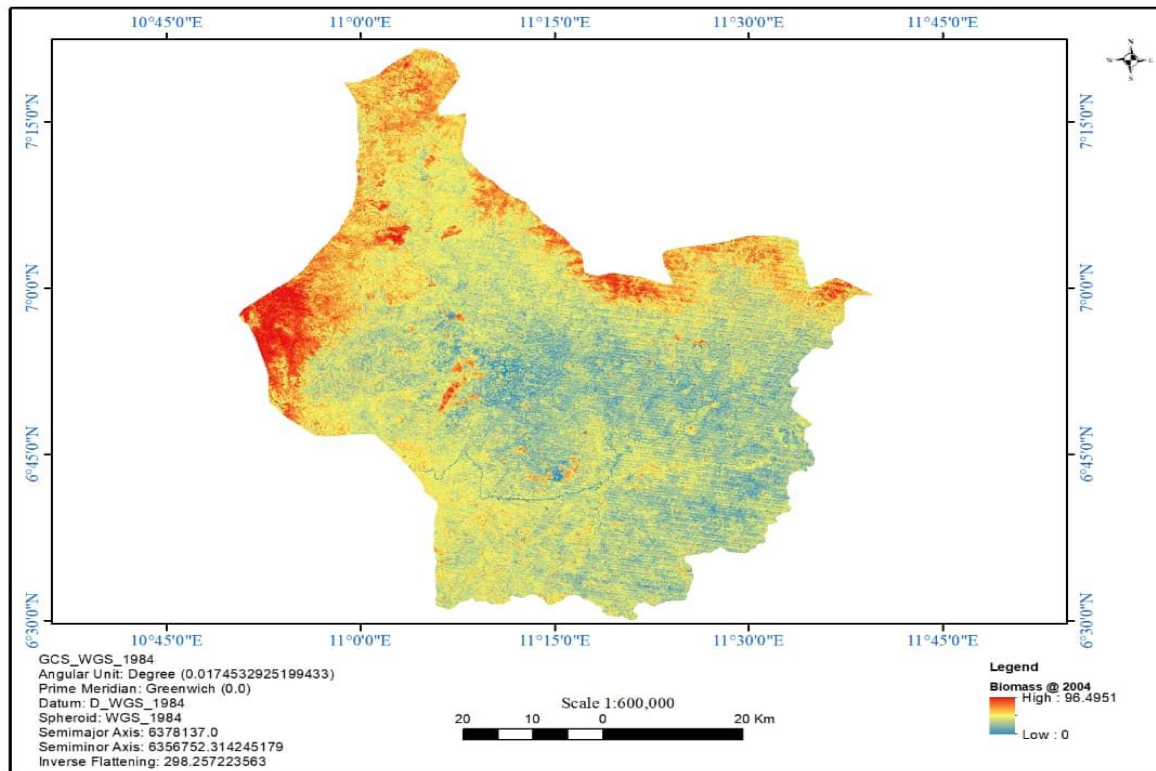 10°45'0"E 11°0'0"E 11°15'0"E 11°30'0"E 11°45'0"E
N
W E
S
7°15'0"N 7°15'0"N
7°0'0"N 7°0'0"N
6°45'0"N 6°45'0"N
6°30'0"N 6°30'0"N
10°45'0"E 11°0'0"E 11°15'0"E 11°30'0"E 11°45'0"E
GCS_WGS_1984
Angular Unit: Degree (0.0174532925199433)
Prime Meridian: Greenwich (0.0)
Datum: D_WGS_1984
Spheroid: WGS_1984
Semimajor Axis: 6378137.0
Semiminor Axis: 6356752.314245179
Inverse Flattening: 298.257223563
Scale 1:600,000
20 10 0 20 Km
Legend
Biomass @ 2004
High : 96.4951
Low : 0